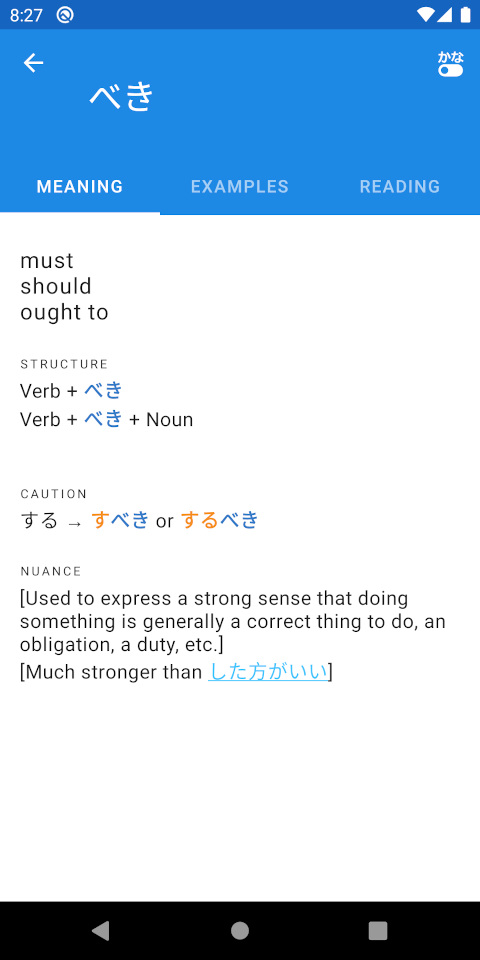 8:27
かな
べき
MEANING
EXAMPLES
READING
must
should
ought to
STRUCTURE
Verb + べき
Verb + べき + Noun
CAUTION
する → すべき or するべき
NUANCE
[Used to express a strong sense that doing
something is generally a correct thing to do, an
obligation, a duty, etc.]
[Much stronger than した方がいい]